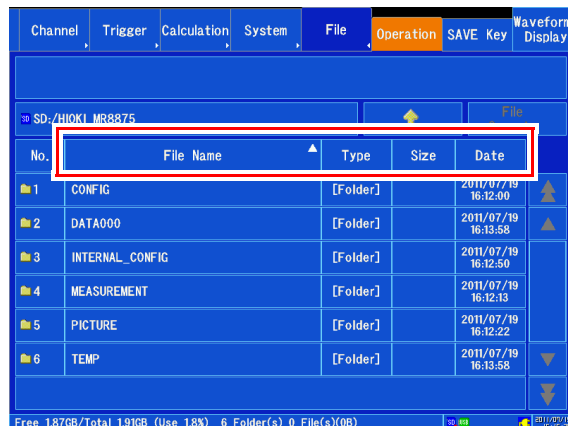 Channel Trigger Calculation System File Operation SAVE Key Waveform Display
SD:/HIOKI_MR8875 File
No. File Name Type Size Date
1 CONFIG [Folder] 2011/07/19 16:12:00
2 DATA000 [Folder] 2011/07/19 16:13:58
3 INTERNAL_CONFIG [Folder] 2011/07/19 16:12:50
4 MEASUREMENT [Folder] 2011/07/19 16:12:13
5 PICTURE [Folder] 2011/07/19 16:12:22
6 TEMP [Folder] 2011/07/19 16:13:58
Free 1.87GB/Total 1.91GB (Use 1.8%) 6 Folder(s) 0 File(s)(0B) SD